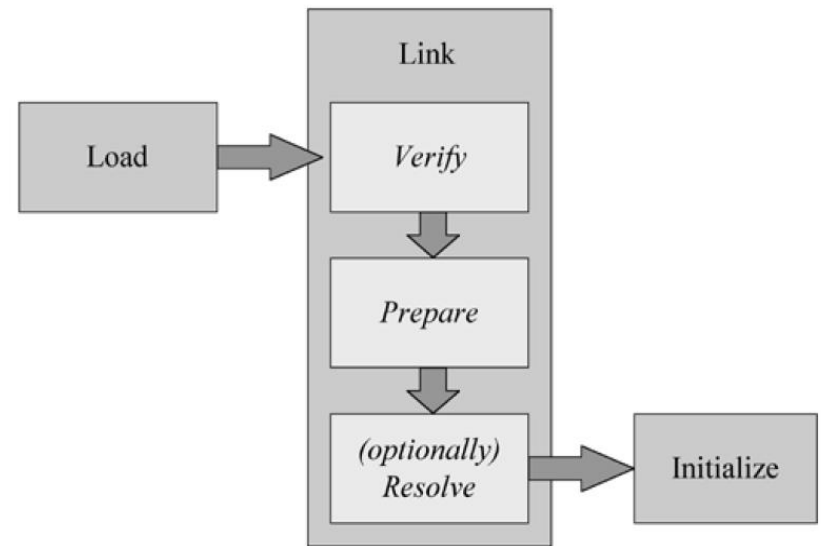 Link
Load
Verify
Prepare
(optionally)
Resolve
Initialize